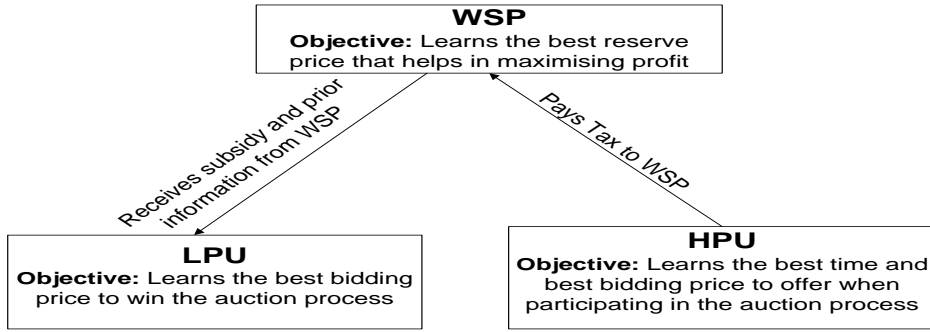 WSP
Objective: Learns the best reserve
price that helps in maximising profit
Receives subsidy and prior
information from WSP
Pays Tax to WSP
LPU
Objective: Learns the best bidding
price to win the auction process
HPU
Objective: Learns the best time and
best bidding price to offer when
participating in the auction process